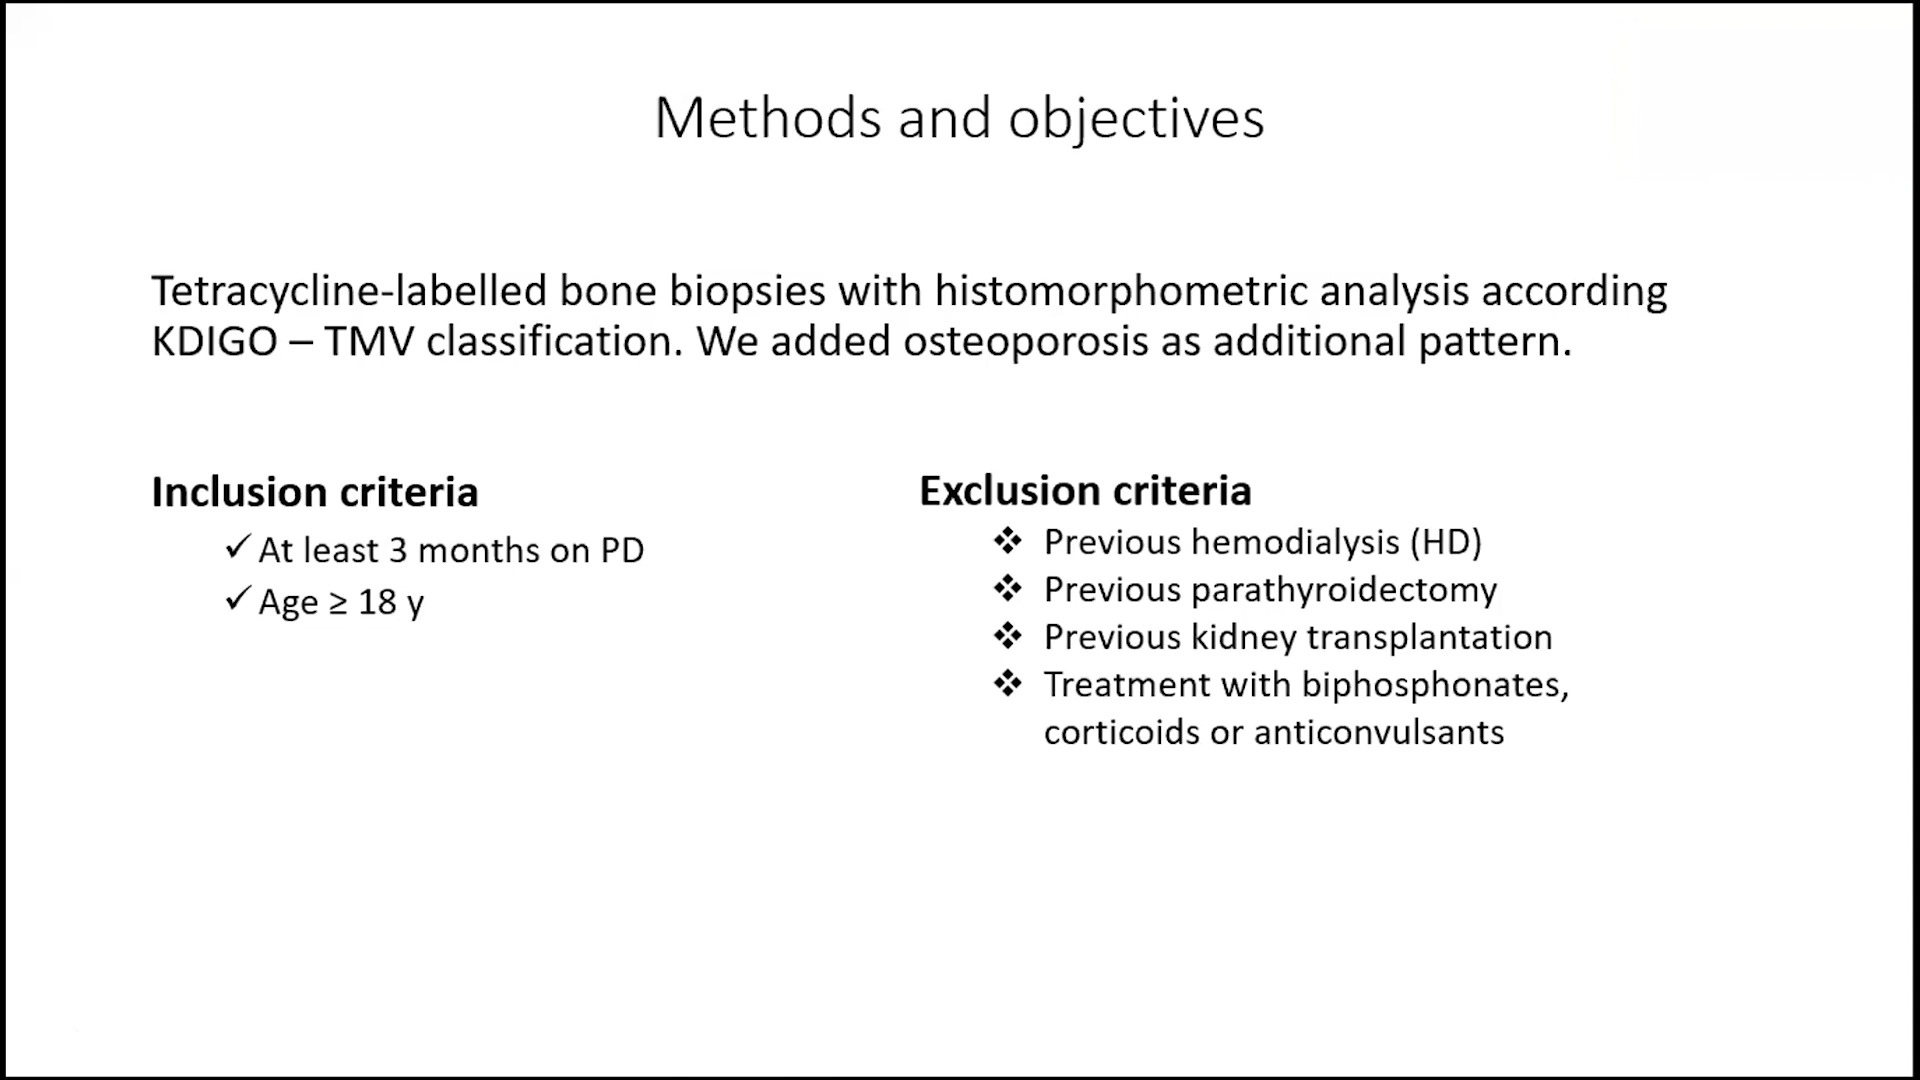 Methods and objectives
Tetracycline-labelled bone biopsies with histomorphometric analysis according
KDIGO – TMV classification. We added osteoporosis as additional pattern.
Inclusion criteria
✓ At least 3 months on PD
✓ Age ≥ 18 y
Exclusion criteria
❖ Previous hemodialysis (HD)
❖ Previous parathyroidectomy
❖ Previous kidney transplantation
❖ Treatment with biphosphonates,
corticoids or anticonvulsants